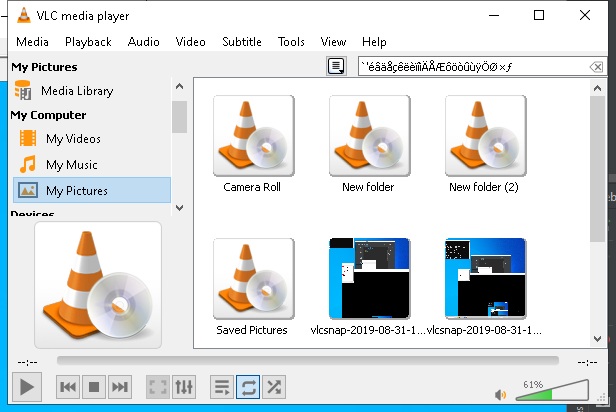 VLC media player
Media Playback Audio Video Subtitle Tools View Help
My Pictures
Media Library
My Computer
My Videos
My Music
My Pictures
Devices
Camera Roll
New folder
New folder (2)
Saved Pictures
vlcsnap-2019-08-31-1...
vlcsnap-2019-08-31-1...
--:--
--:--
61%